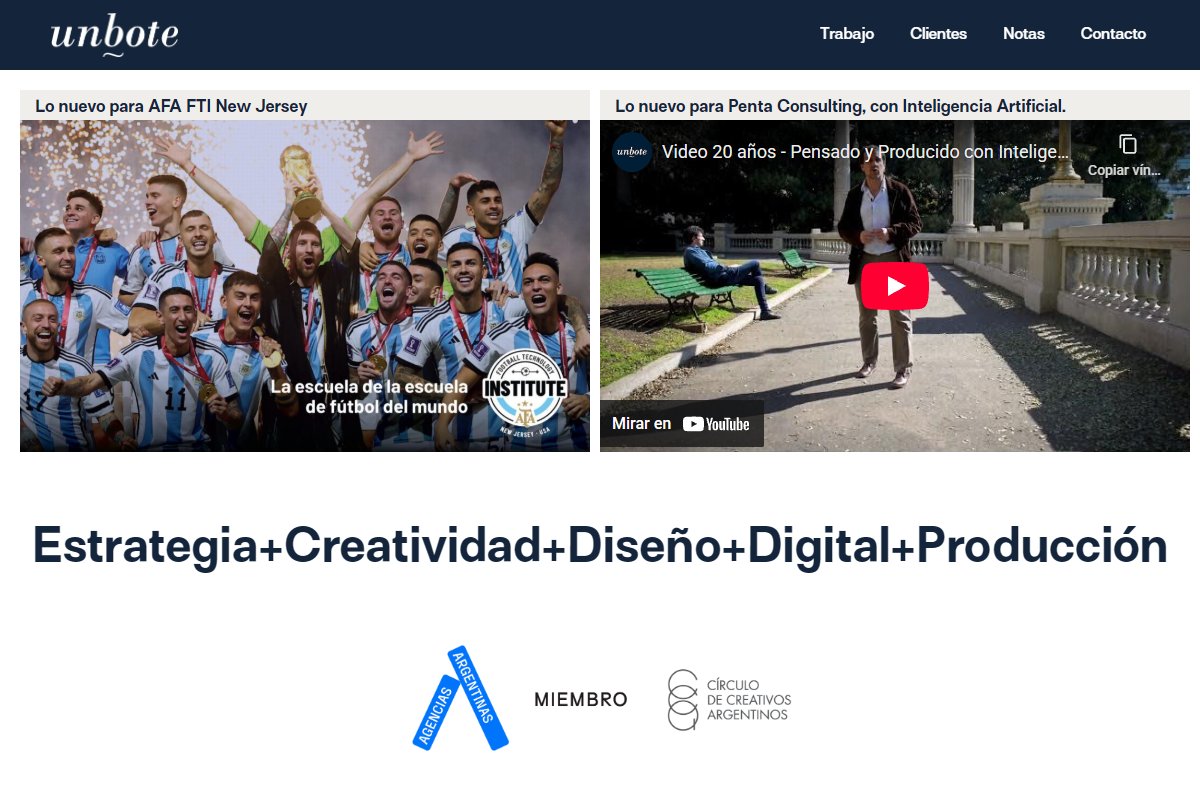 unbote
Trabajo
Clientes
Notas
Contacto
Lo nuevo para AFA FTI New Jersey
Lo nuevo para Penta Consulting, con Inteligencia Artificial.
La escuela de la escuela
de fútbol del mundo
FOOTBALL TECHNOLOGY
INSTITUTE
AFA
NEW JERSEY - USA
17
11
unbote
Video 20 años - Pensado y Producido con Intelige...
Copiar vín...
Mirar en YouTube
Estrategia+Creatividad+Diseño+Digital+Producción
AGENCIAS
ARGENTINAS
MIEMBRO
CÍRCULO
DE CREATIVOS
ARGENTINOS